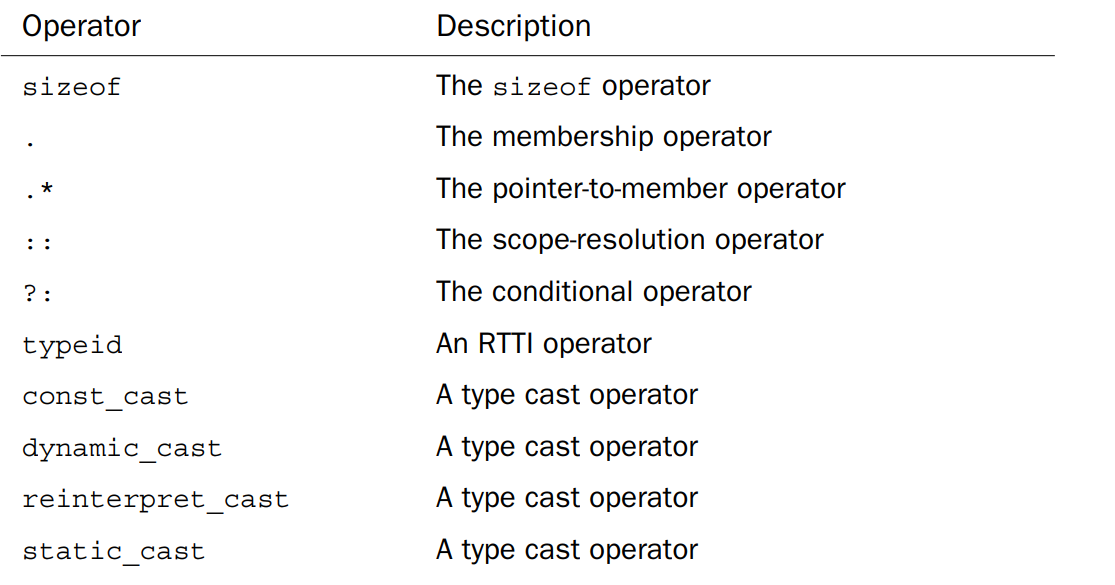 Operator Description
sizeof The sizeof operator
. The membership operator
.* The pointer-to-member operator
:: The scope-resolution operator
?: The conditional operator
typeid An RTTI operator
const_cast A type cast operator
dynamic_cast A type cast operator
reinterpret_cast A type cast operator
static_cast A type cast operator